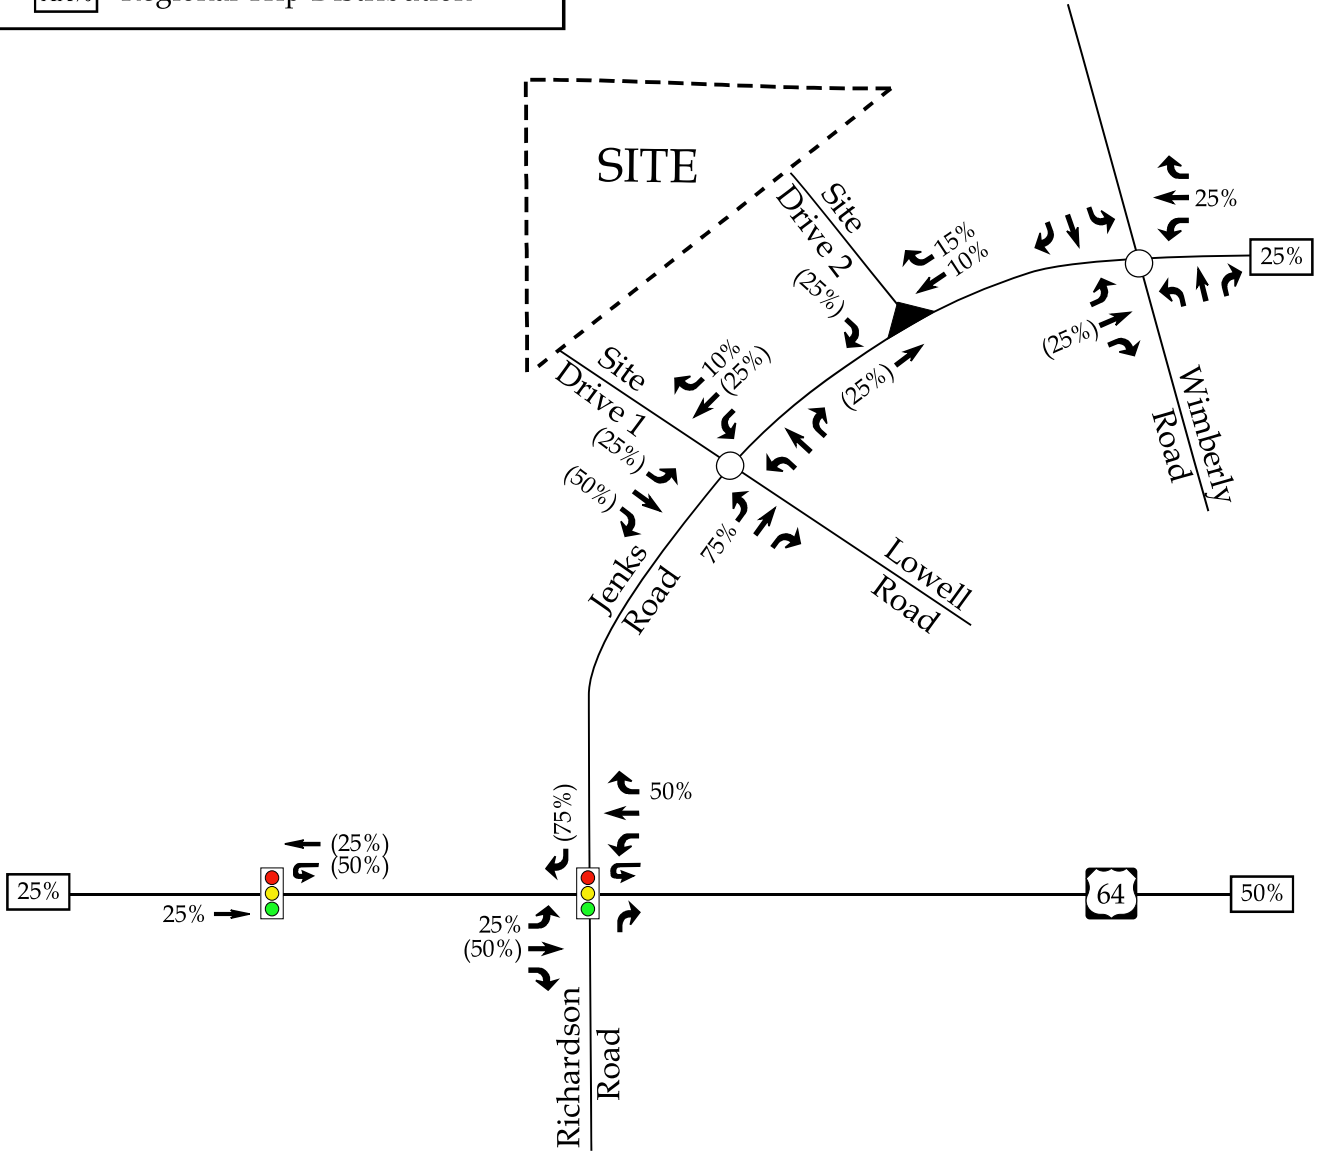 Regional Trip Distribution
SITE
Site
Drive 2
15%
10%
(25%)
25%
25%
(25%)
Wimberly
Road
Site
Drive 1
10%
(25%)
(25%)
(25%)
(50%)
75%
Jenks
Road
Lowell
Road
(75%)
50%
(25%)
(50%)
25%
25%
25%
(50%)
64
50%
Richardson
Road